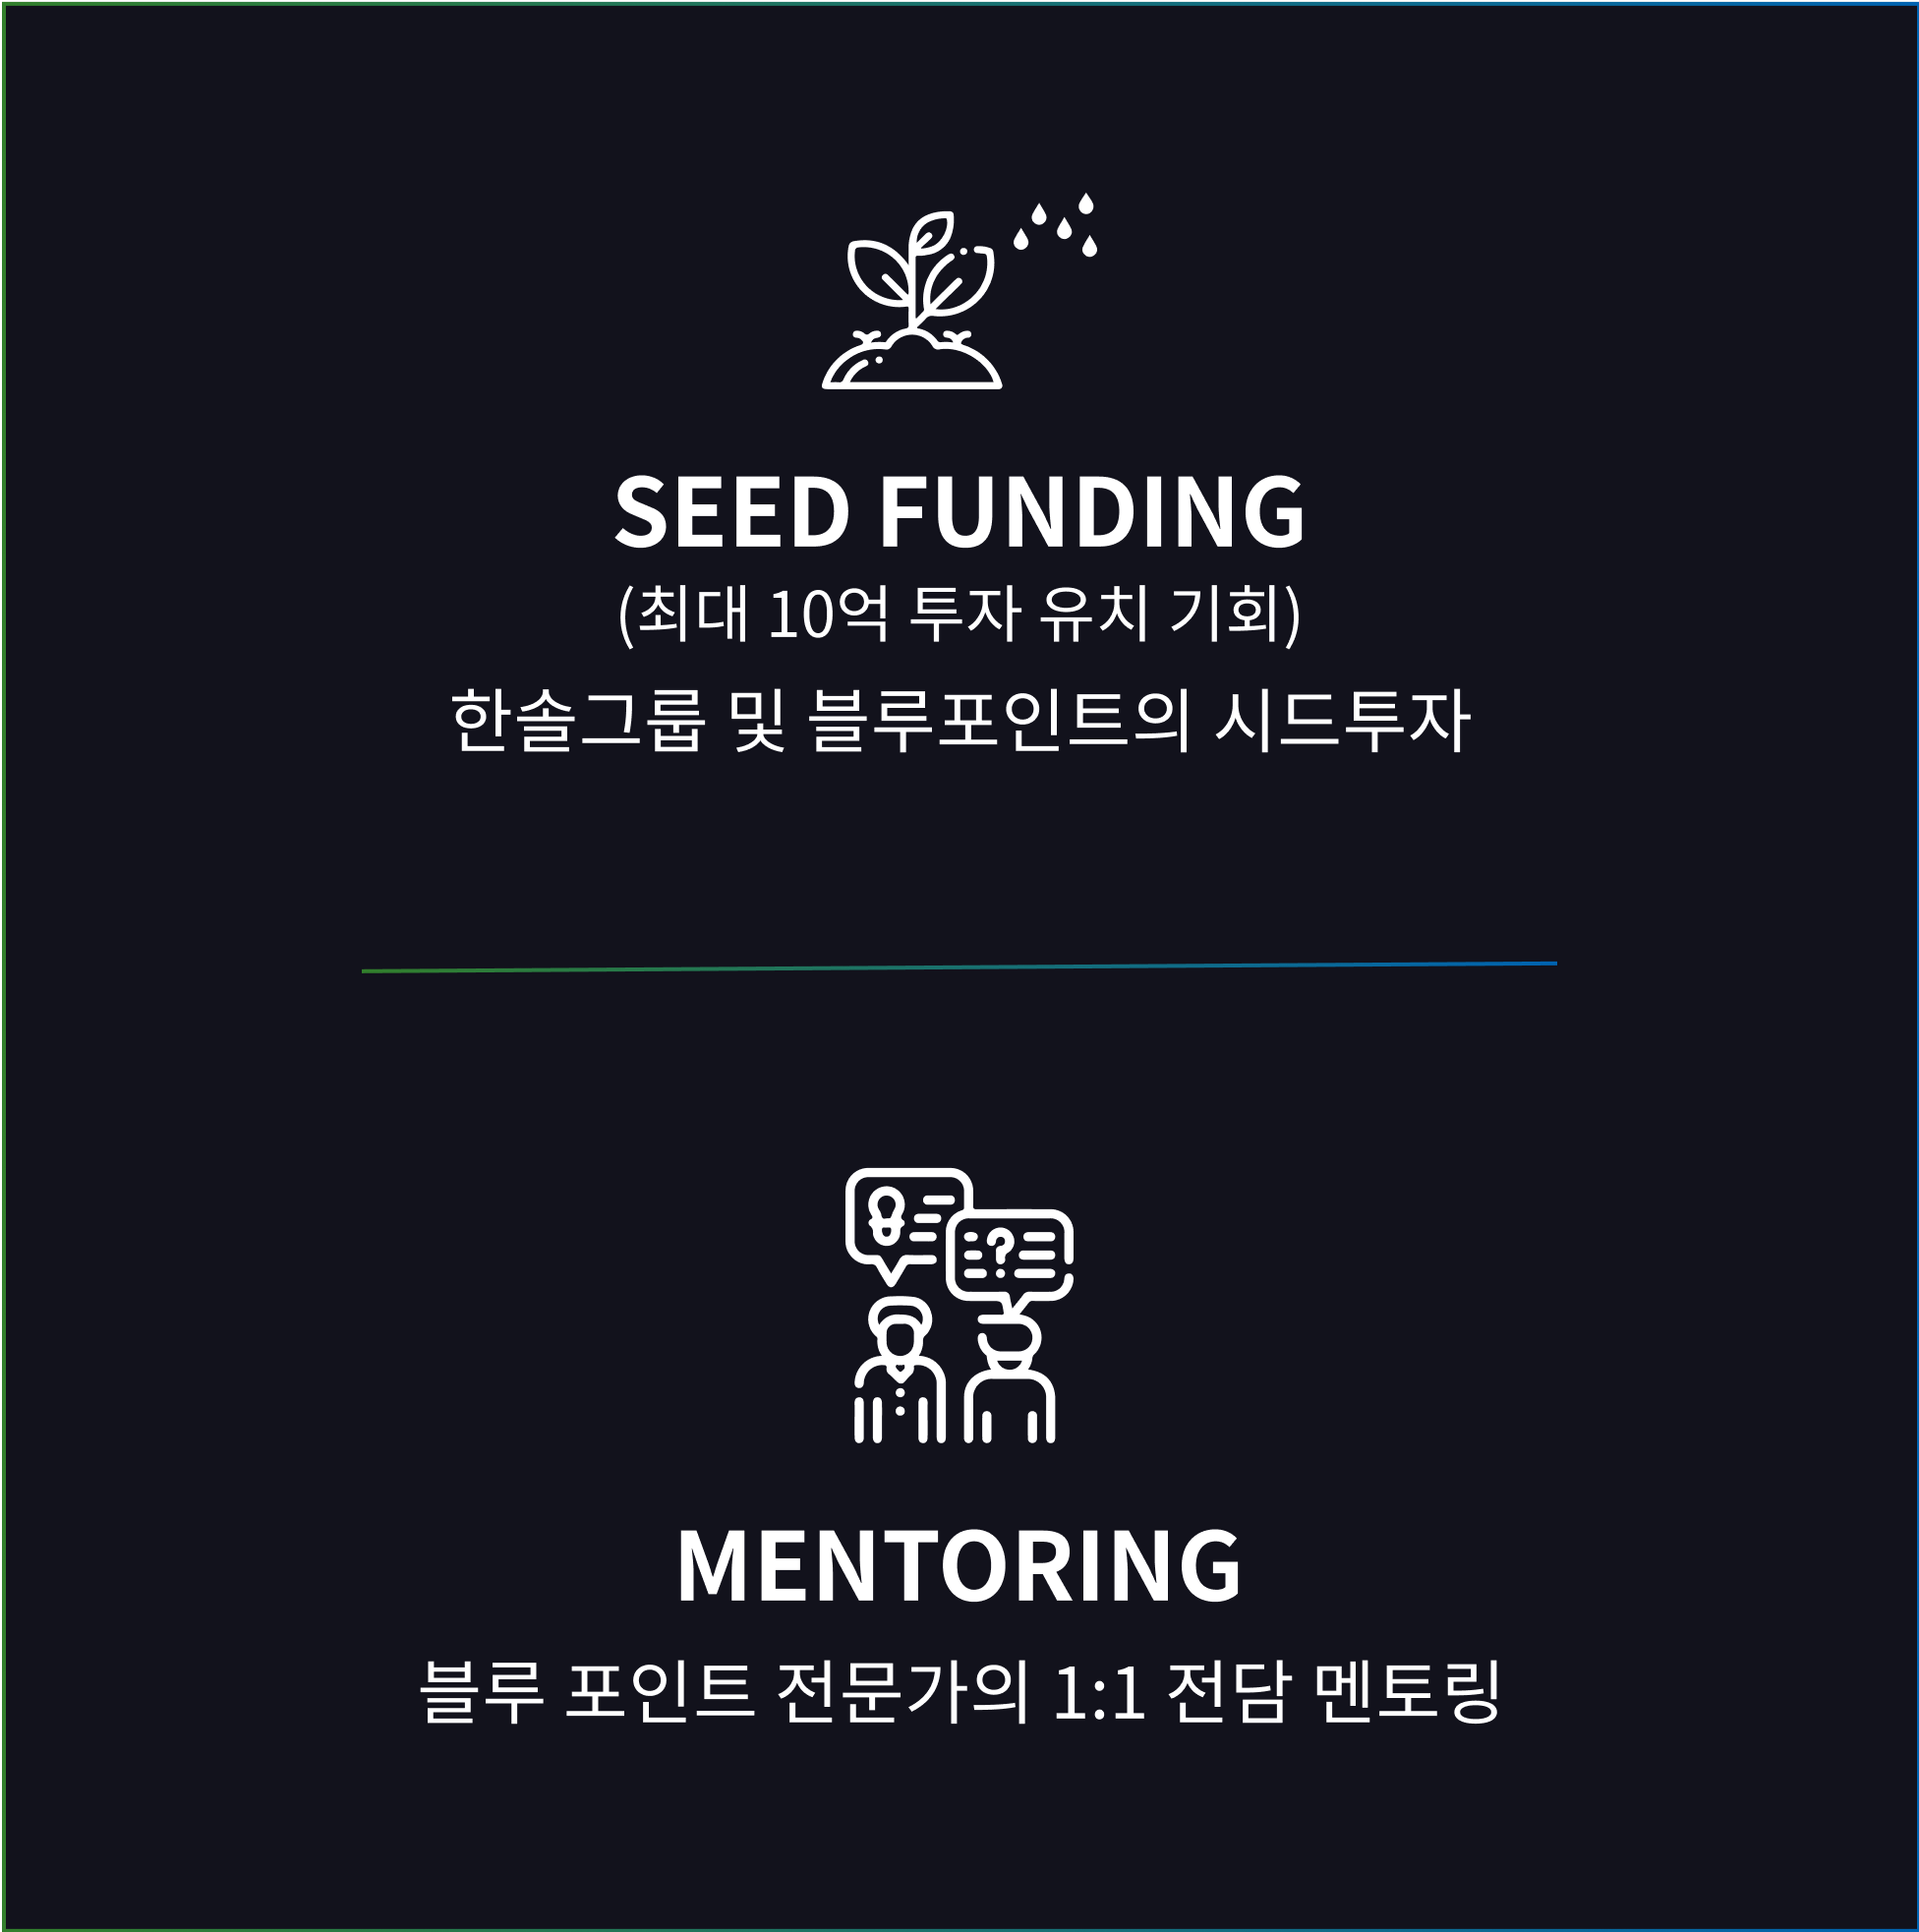 SEED FUNDING
(최대 10억 투자 유치 기회)
한솔그룹 및 블루포인트의 시드투자
MENTORING
블루 포인트 전문가의 1:1 전담 멘토링